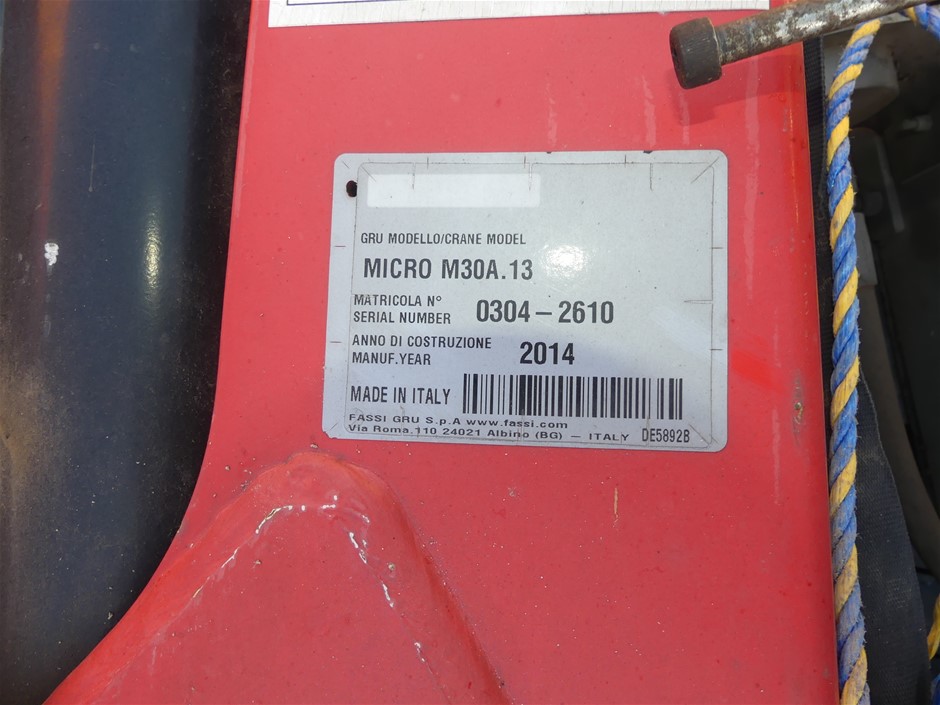 GRU MODELLO/CRANE MODEL
MICRO M30A.13
MATRICOLA N°
SERIAL NUMBER 0304-2610
ANNO DI COSTRUZIONE
MANUF.YEAR 2014
MADE IN ITALY
FASSI GRU S.p.A www.fassi.com
Via Roma.110 24021 Albino (BG) - ITALY DE5892B